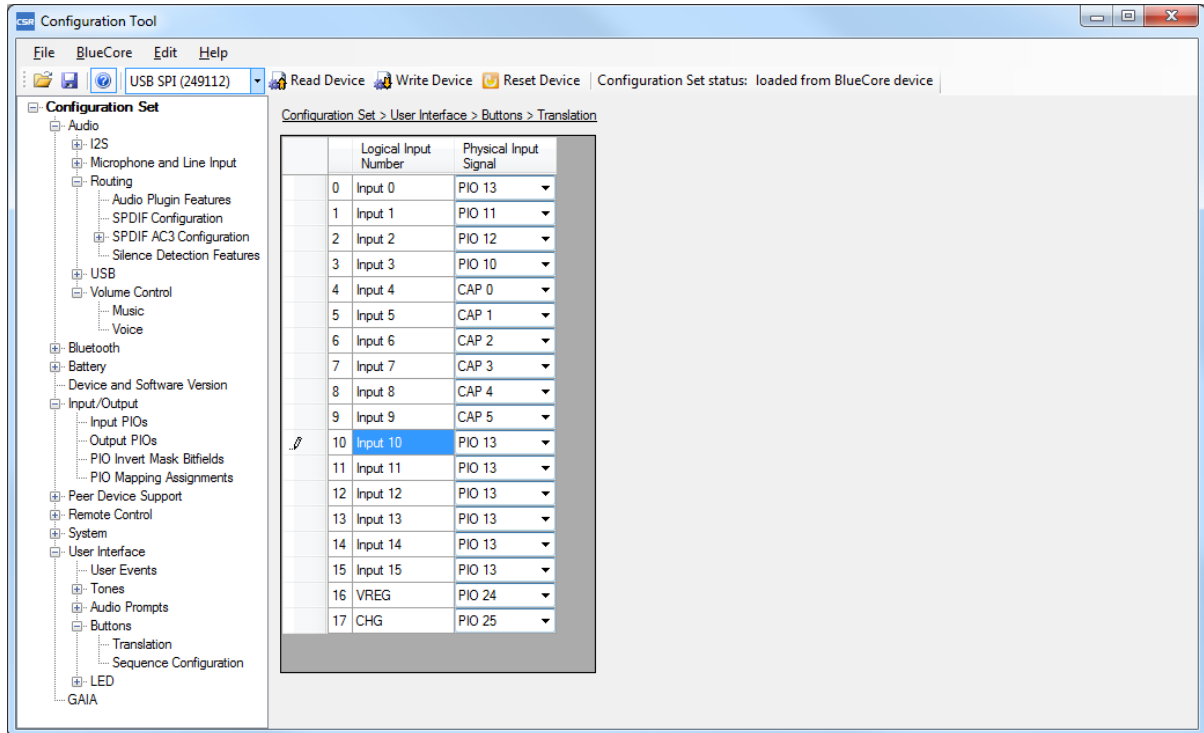 CSR Configuration Tool
File BlueCore Edit Help
USB SPI (249112) Read Device Write Device Reset Device Configuration Set status: loaded from BlueCore device
Configuration Set
Audio
I2S
Microphone and Line Input
Routing
Audio Plugin Features
SPDIF Configuration
SPDIF AC3 Configuration
Silence Detection Features
USB
Volume Control
Music
Voice
Bluetooth
Battery
Device and Software Version
Input/Output
Input PIOs
Output PIOs
PIO Invert Mask Bitfields
PIO Mapping Assignments
Peer Device Support
Remote Control
System
User Interface
User Events
Tones
Audio Prompts
Buttons
Translation
Sequence Configuration
LED
GAIA
Configuration Set > User Interface > Buttons > Translation
Logical Input Number Physical Input Signal
0 Input 0 PIO 13
1 Input 1 PIO 11
2 Input 2 PIO 12
3 Input 3 PIO 10
4 Input 4 CAP 0
5 Input 5 CAP 1
6 Input 6 CAP 2
7 Input 7 CAP 3
8 Input 8 CAP 4
9 Input 9 CAP 5
10 Input 10 PIO 13
11 Input 11 PIO 13
12 Input 12 PIO 13
13 Input 13 PIO 13
14 Input 14 PIO 13
15 Input 15 PIO 13
16 VREG PIO 24
17 CHG PIO 25